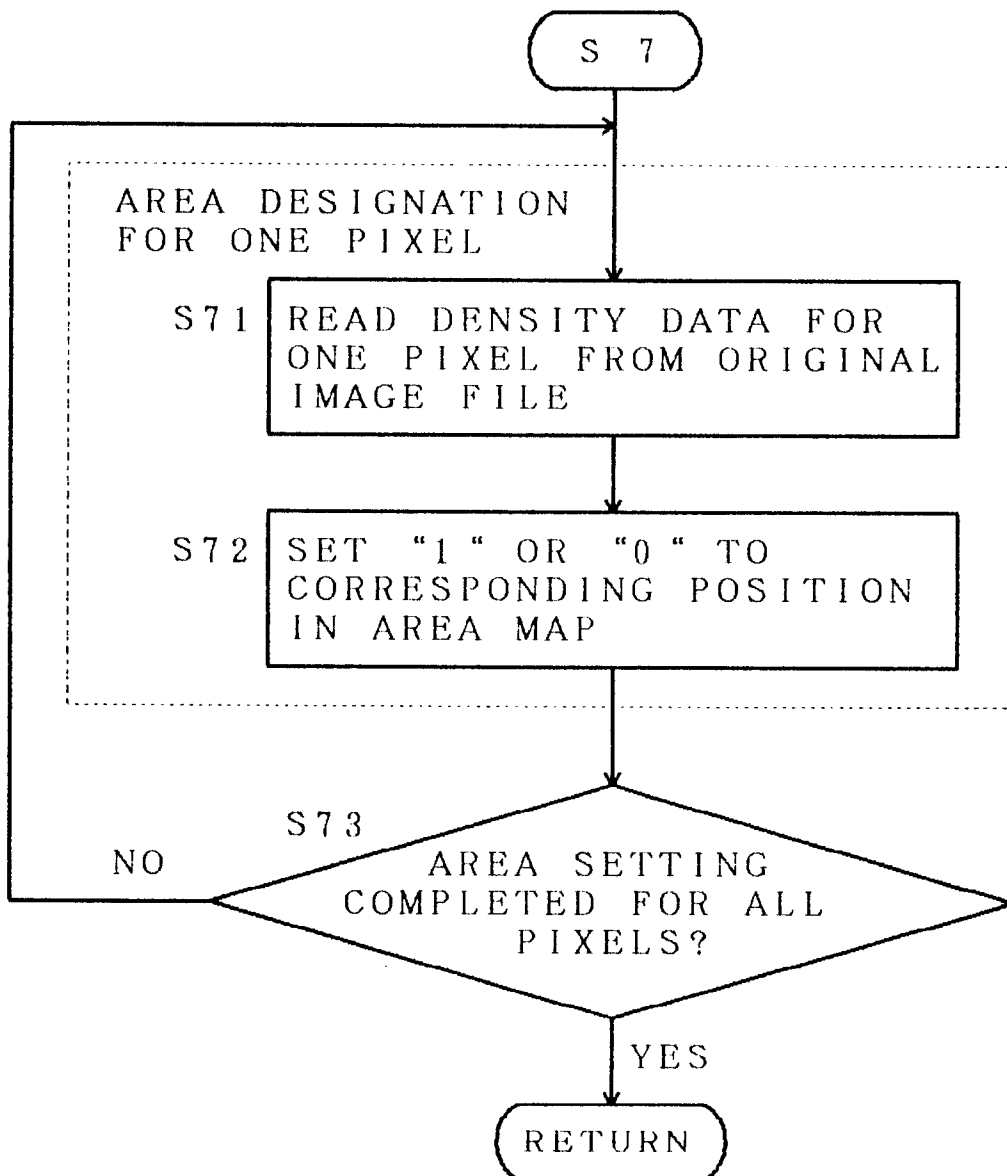 S 7
AREA DESIGNATION
FOR ONE PIXEL
S71
READ DENSITY DATA FOR
ONE PIXEL FROM ORIGINAL
IMAGE FILE
S72
SET “1“ OR “0“ TO
CORRESPONDING POSITION
IN AREA MAP
S73
NO
AREA SETTING
COMPLETED FOR ALL
PIXELS?
YES
RETURN